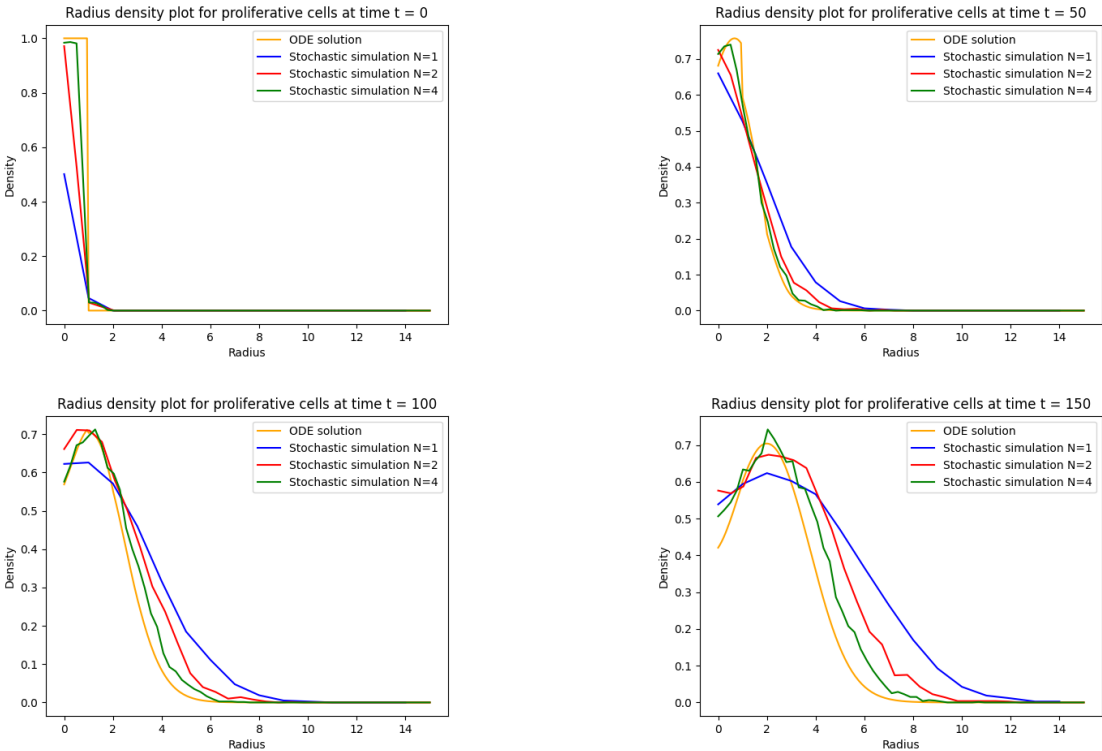 Radius density plot for proliferative cells at time t = 0
1.0
0.8
0.6
0.4
0.2
0.0
Density
0 2 4 6 8 10 12 14
Radius
ODE solution
Stochastic simulation N=1
Stochastic simulation N=2
Stochastic simulation N=4
Radius density plot for proliferative cells at time t = 50
0.7
0.6
0.5
0.4
0.3
0.2
0.1
0.0
Density
0 2 4 6 8 10 12 14
Radius
ODE solution
Stochastic simulation N=1
Stochastic simulation N=2
Stochastic simulation N=4
Radius density plot for proliferative cells at time t = 100
0.7
0.6
0.5
0.4
0.3
0.2
0.1
0.0
Density
0 2 4 6 8 10 12 14
Radius
ODE solution
Stochastic simulation N=1
Stochastic simulation N=2
Stochastic simulation N=4
Radius density plot for proliferative cells at time t = 150
0.7
0.6
0.5
0.4
0.3
0.2
0.1
0.0
Density
0 2 4 6 8 10 12 14
Radius
ODE solution
Stochastic simulation N=1
Stochastic simulation N=2
Stochastic simulation N=4